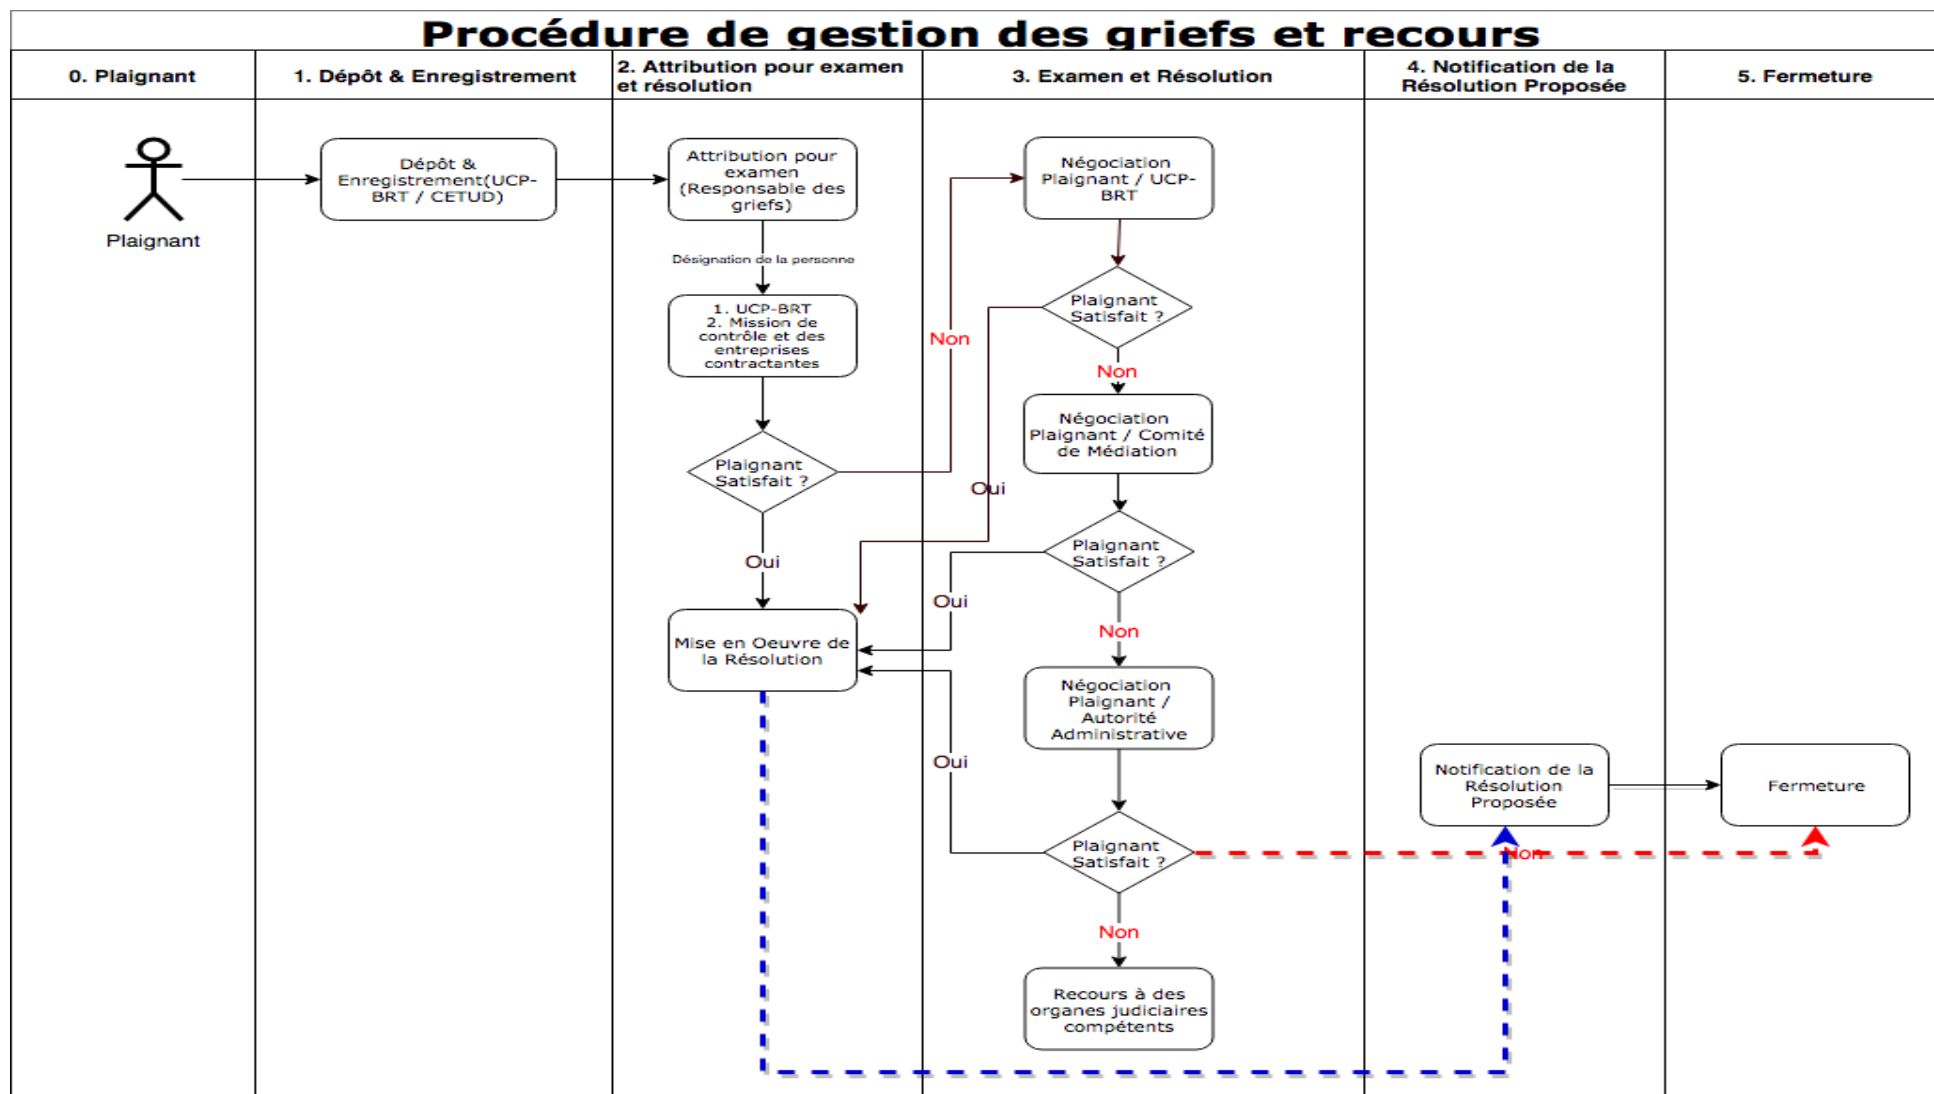 Procédure de gestion des griefs et recours
0. Plaignant
1. Dépôt & Enregistrement
2. Attribution pour examen
et résolution
3. Examen et Résolution
4. Notification de la
Résolution Proposée
5. Fermeture
Plaignant
Dépôt &
Enregistrement(UCP-
BRT / CETUD)
Attribution pour
examen
(Responsable des
griefs)
Désignation de la personne
1. UCP-BRT
2. Mission de
contrôle et des
entreprises
contractantes
Plaignant
Satisfait ?
Oui
Non
Mise en Oeuvre de
la Résolution
Négociation
Plaignant / UCP-
BRT
Plaignant
Satisfait ?
Oui
Non
Négociation
Plaignant / Comité
de Médiation
Plaignant
Satisfait ?
Oui
Non
Négociation
Plaignant /
Autorité
Administrative
Plaignant
Satisfait ?
Oui
Non
Non
Recours à des
organes judiciaires
compétents
Notification de la
Résolution
Proposée
Fermeture